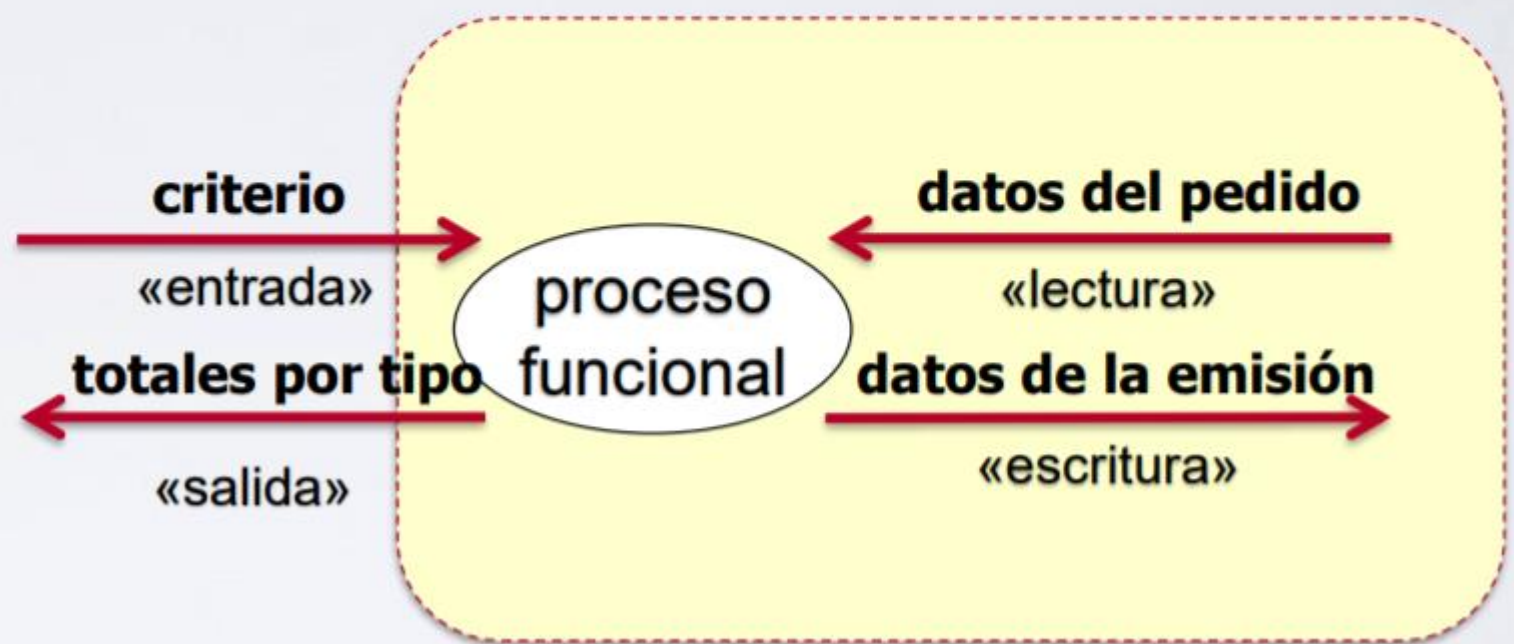 criterio
«entrada»
totales por tipo
«salida»
proceso
funcional
datos del pedido
«lectura»
datos de la emisión
«escritura»